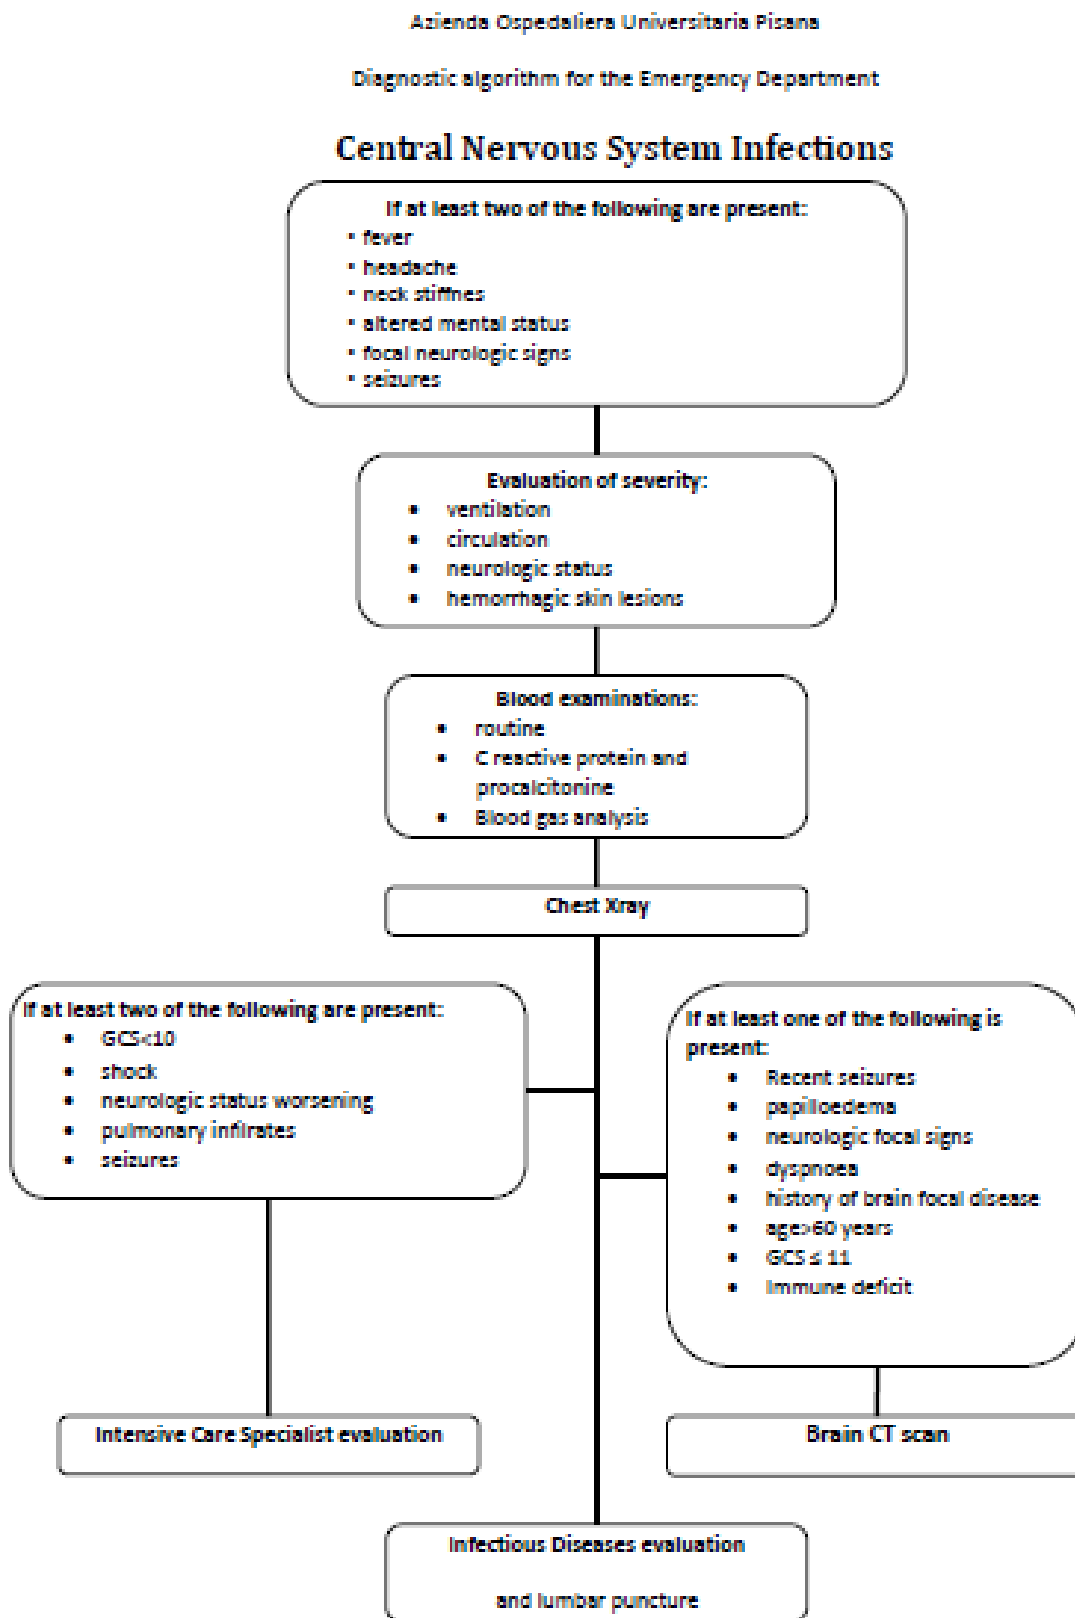 Azienda Ospedaliera Universitaria Pisana
Diagnostic algorithm for the Emergency Department
Central Nervous System Infections
If at least two of the following are present:
• fever
• headache
• neck stiffnes
• altered mental status
• focal neurologic signs
• seizures
Evaluation of severity:
• ventilation
• circulation
• neurologic status
• hemorrhagic skin lesions
Blood examinations:
• routine
• C reactive protein and
procalcitonine
• Blood gas analysis
Chest Xray
If at least two of the following are present:
• GCS<10
• shock
• neurologic status worsening
• pulmonary infilrates
• seizures
If at least one of the following is
present:
• Recent seizures
• papilloedema
• neurologic focal signs
• dyspnoea
• history of brain focal disease
• age>60 years
• GCS ≤ 11
• Immune deficit
Intensive Care Specialist evaluation
Brain CT scan
Infectious Diseases evaluation
and lumbar puncture